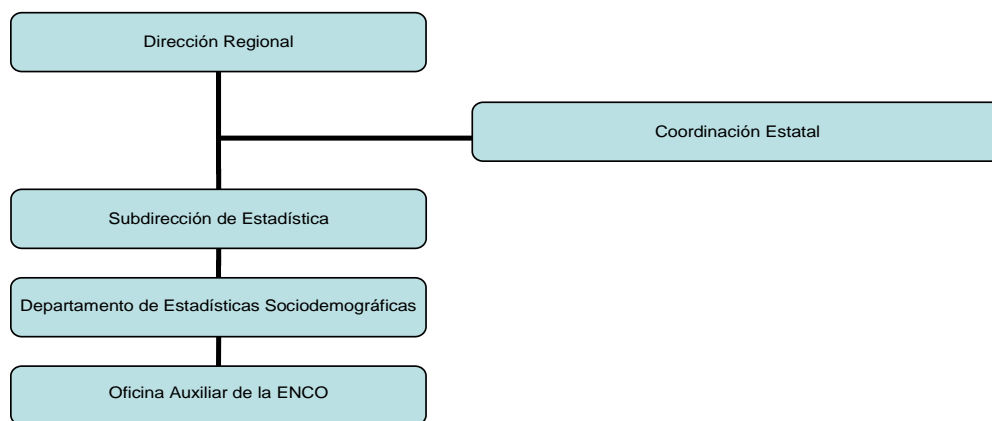 Dirección Regional
Coordinación Estatal
Subdirección de Estadística
Departamento de Estadísticas Sociodemográficas
Oficina Auxiliar de la ENCO